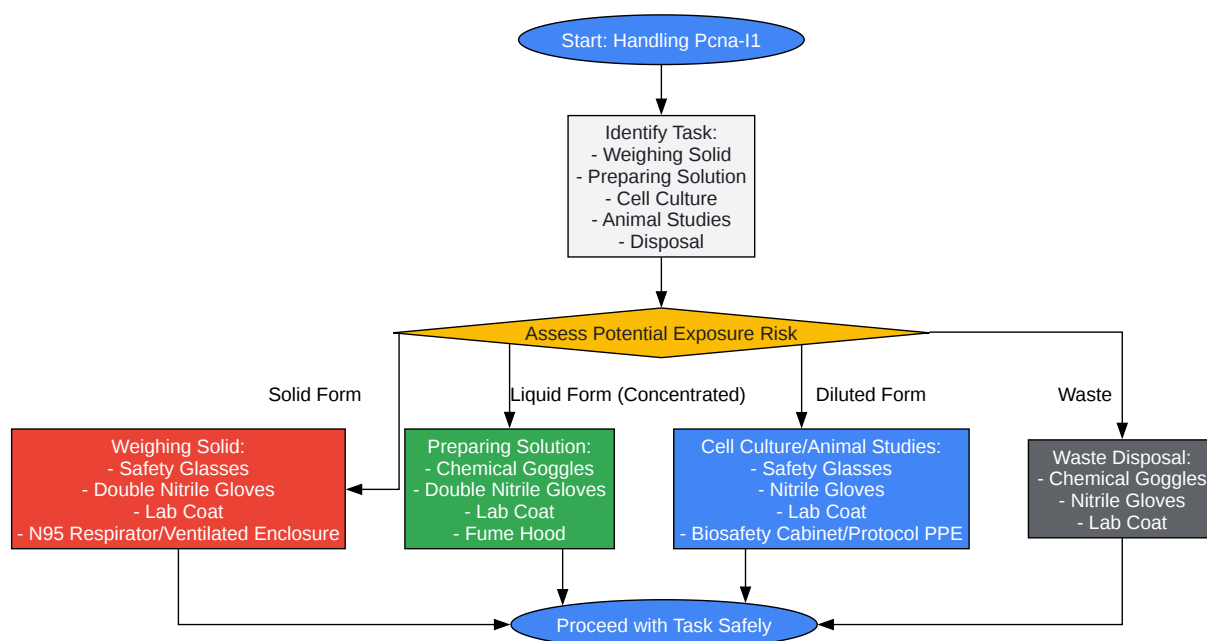 Start: Handling Pcna-I1
Identify Task:
- Weighing Solid
- Preparing Solution
- Cell Culture
- Animal Studies
- Disposal
Assess Potential Exposure Risk
Solid Form
Liquid Form (Concentrated)
Diluted Form
Waste
Weighing Solid:
- Safety Glasses
- Double Nitrile Gloves
- Lab Coat
- N95 Respirator/Ventilated Enclosure
Preparing Solution:
- Chemical Goggles
- Double Nitrile Gloves
- Lab Coat
- Fume Hood
Cell Culture/Animal Studies:
- Safety Glasses
- Nitrile Gloves
- Lab Coat
- Biosafety Cabinet/Protocol PPE
Waste Disposal:
- Chemical Goggles
- Nitrile Gloves
- Lab Coat
Proceed with Task Safely